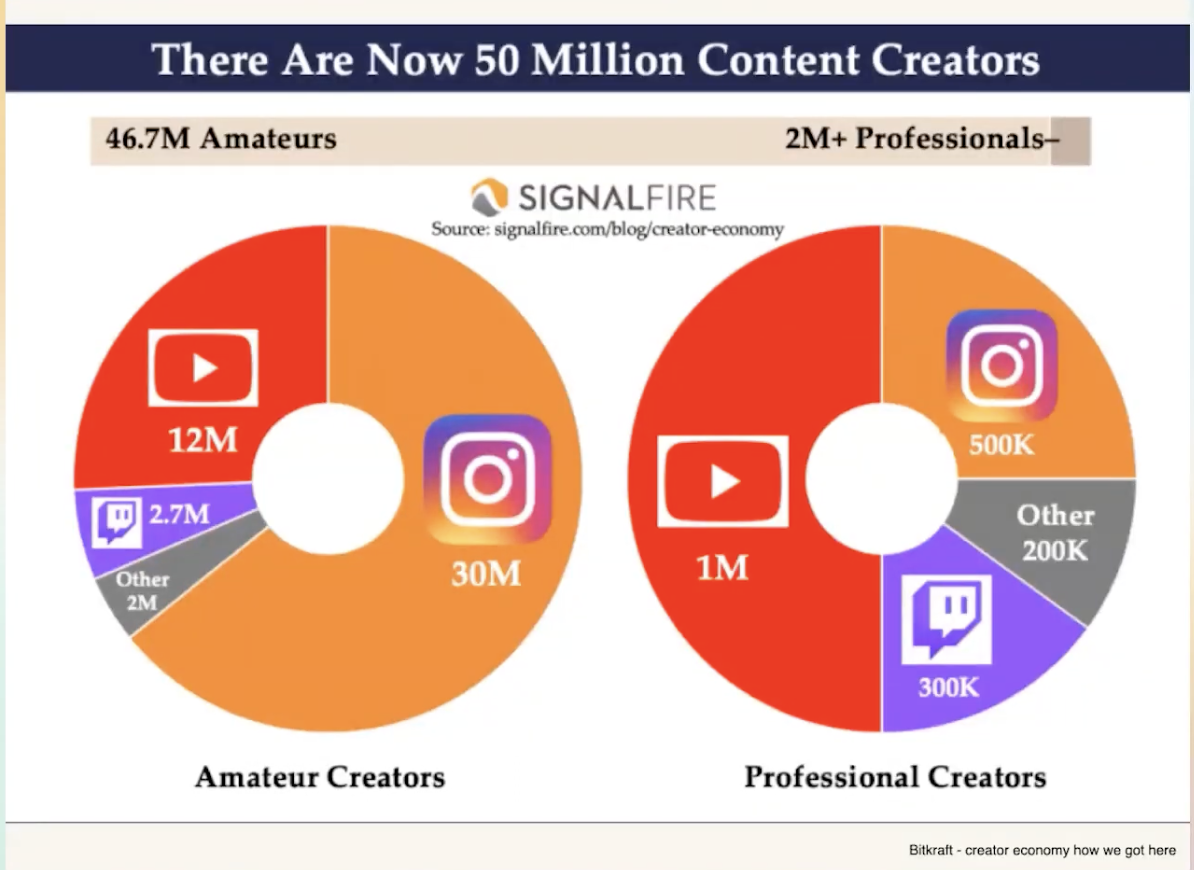 There Are Now 50 Million Content Creators
46.7M Amateurs
2M+ Professionals–
SIGNALFIRE
Source: signalfire.com/blog/creator-economy
12M
2.7M
Other
2M
30M
Amateur Creators
500K
Other
200K
1M
300K
Professional Creators
Bitkraft - creator economy how we got here